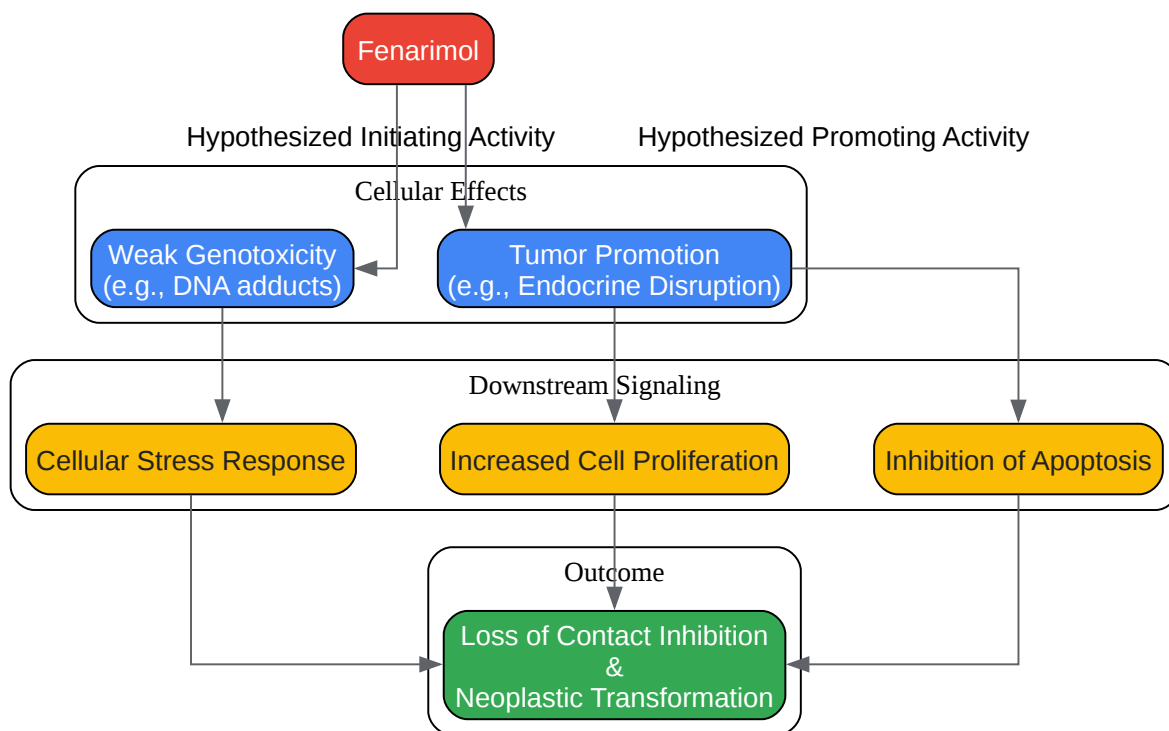 Fenarimol
Hypothesized Initiating Activity
Hypothesized Promoting Activity
Cellular Effects
Weak Genotoxicity
(e.g., DNA adducts)
Tumor Promotion
(e.g., Endocrine Disruption)
Downstream Signaling
Cellular Stress Response
Increased Cell Proliferation
Inhibition of Apoptosis
Outcome
Loss of Contact Inhibition
&
Neoplastic Transformation